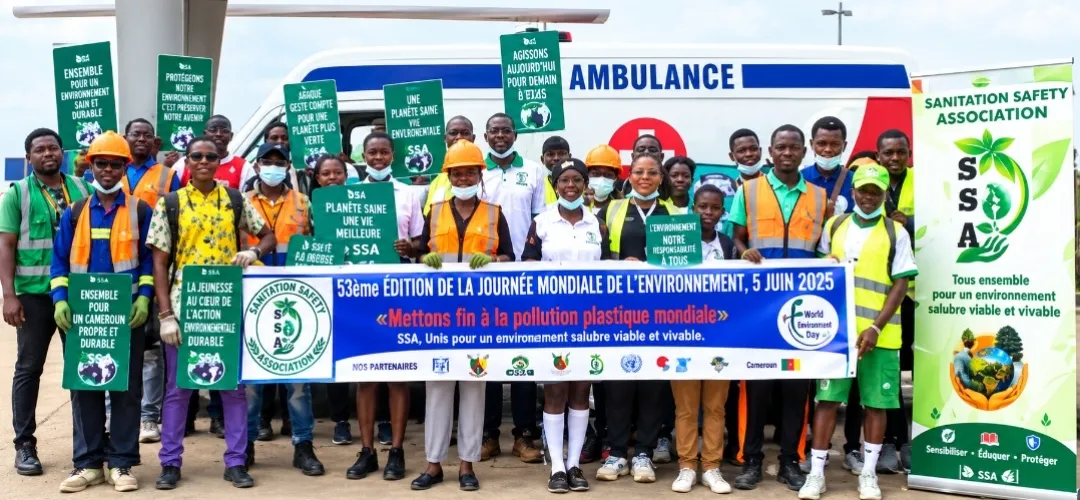 AMBULANCE
SSA
ENSEMBLE
POUR UN
ENVIRONNEMENT
SAIN ET
DURABLE
SSA
PROTÉGEONS
NOTRE
ENVIRONNEMENT
C'EST PRÉSERVER
NOTRE AVENIR
SSA
GESTE COMPTE
POUR UNE
PLANÈTE PLUS
VERTE
SSA
UNE
PLANÈTE SAINE
VIE
SSA
AGISSONS
AUJOURD'HUI
POUR DEMAIN
SSA
PLANÈTE SAINE
UNE VIE
MEILLEURE
SSA
L'ENVIRONNEMENT
NOTRE
RESPONSABILITÉ
À TOUS
SSA
ENSEMBLE
POUR UN
CAMEROUN
PROPRE ET
DURABLE
SSA
LA JEUNESSE
AU CŒUR DE
L'ACTION
ENVIRONNEMENTALE
DURABLE
SSA
SANITATION SAFETY
SSA
ASSOCIATION
53ème ÉDITION DE LA JOURNÉE MONDIALE DE L'ENVIRONNEMENT, 5 JUIN 2025
«Mettons fin à la pollution plastique mondiale»
SSA, Unis pour un environnement salubre viable et vivable.
World
Environment
Day
NOS PARTENAIRES
Cameroun
SANITATION SAFETY
ASSOCIATION
S
S
A
Tous ensemble
pour un environnement
salubre viable et vivable
Sensibiliser • Éduquer • Protéger
SSA